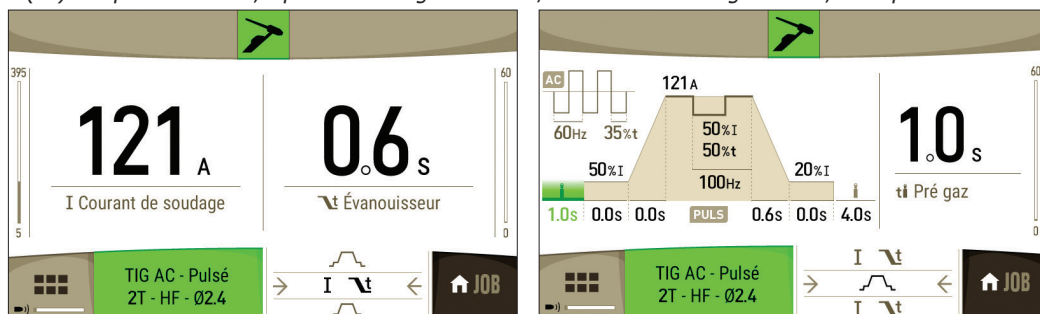 395
60
121 A
0.6 s
I Courant de soudage
t Évanouisseur
5
0
TIG AC - Pulsé
2T - HF - Ø2.4
I t
JOB
60
AC
121A
60Hz 35%t
50%I
50%t
100Hz
50%I
20%I
1.0 s
t Pré gaz
1.0s 0.0s 0.0s PULS 0.6s 0.0s 4.0s
0
TIG AC - Pulsé
2T - HF - Ø2.4
I t
I t
JOB